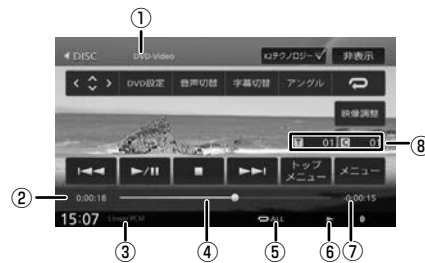 ①
DISC DVD-Video K2テクノロジー 非表示
DVD設定 音声切替 字幕切替 アングル
映像調整
T 01 C 01 ⑧
トップメニュー メニュー
② 0:00:18 -0:00:15
15:07 Linear PCM ALL 0
③ ④ ⑤ ⑥ ⑦